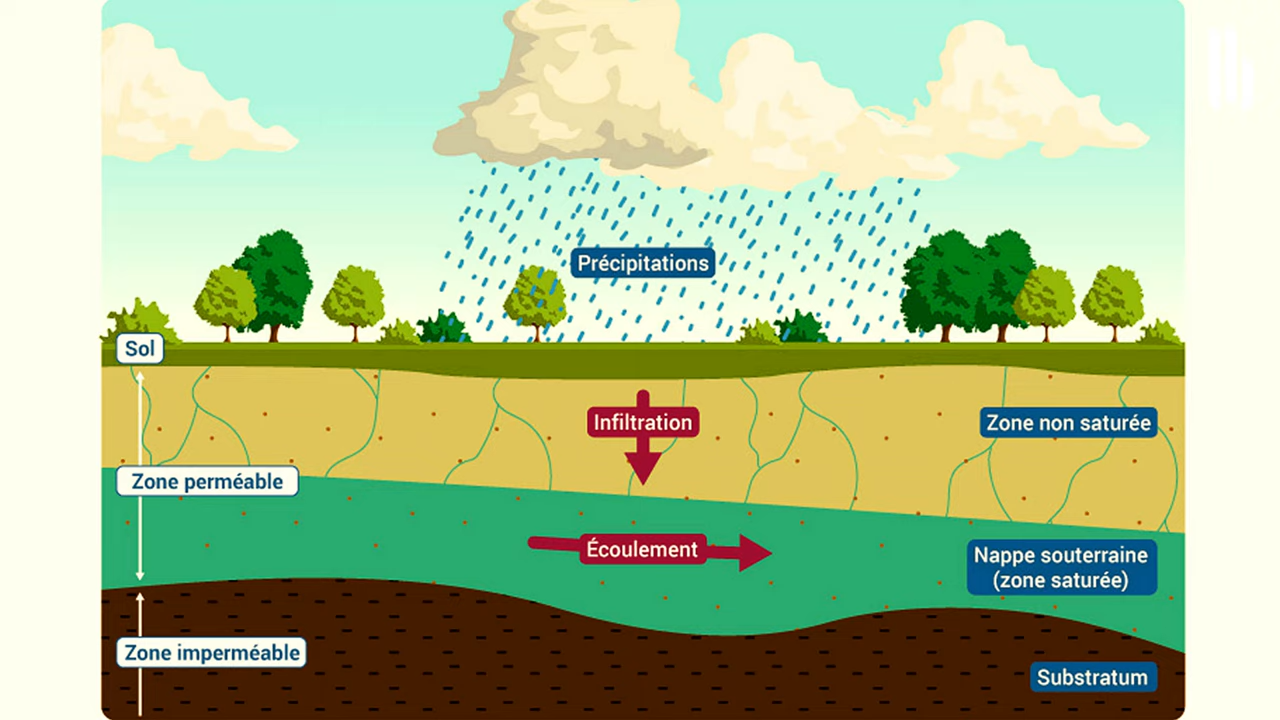 Précipitations
Sol
Infiltration
Zone non saturée
Zone perméable
Écoulement
Nappe souterraine
(zone saturée)
Zone imperméable
Substratum